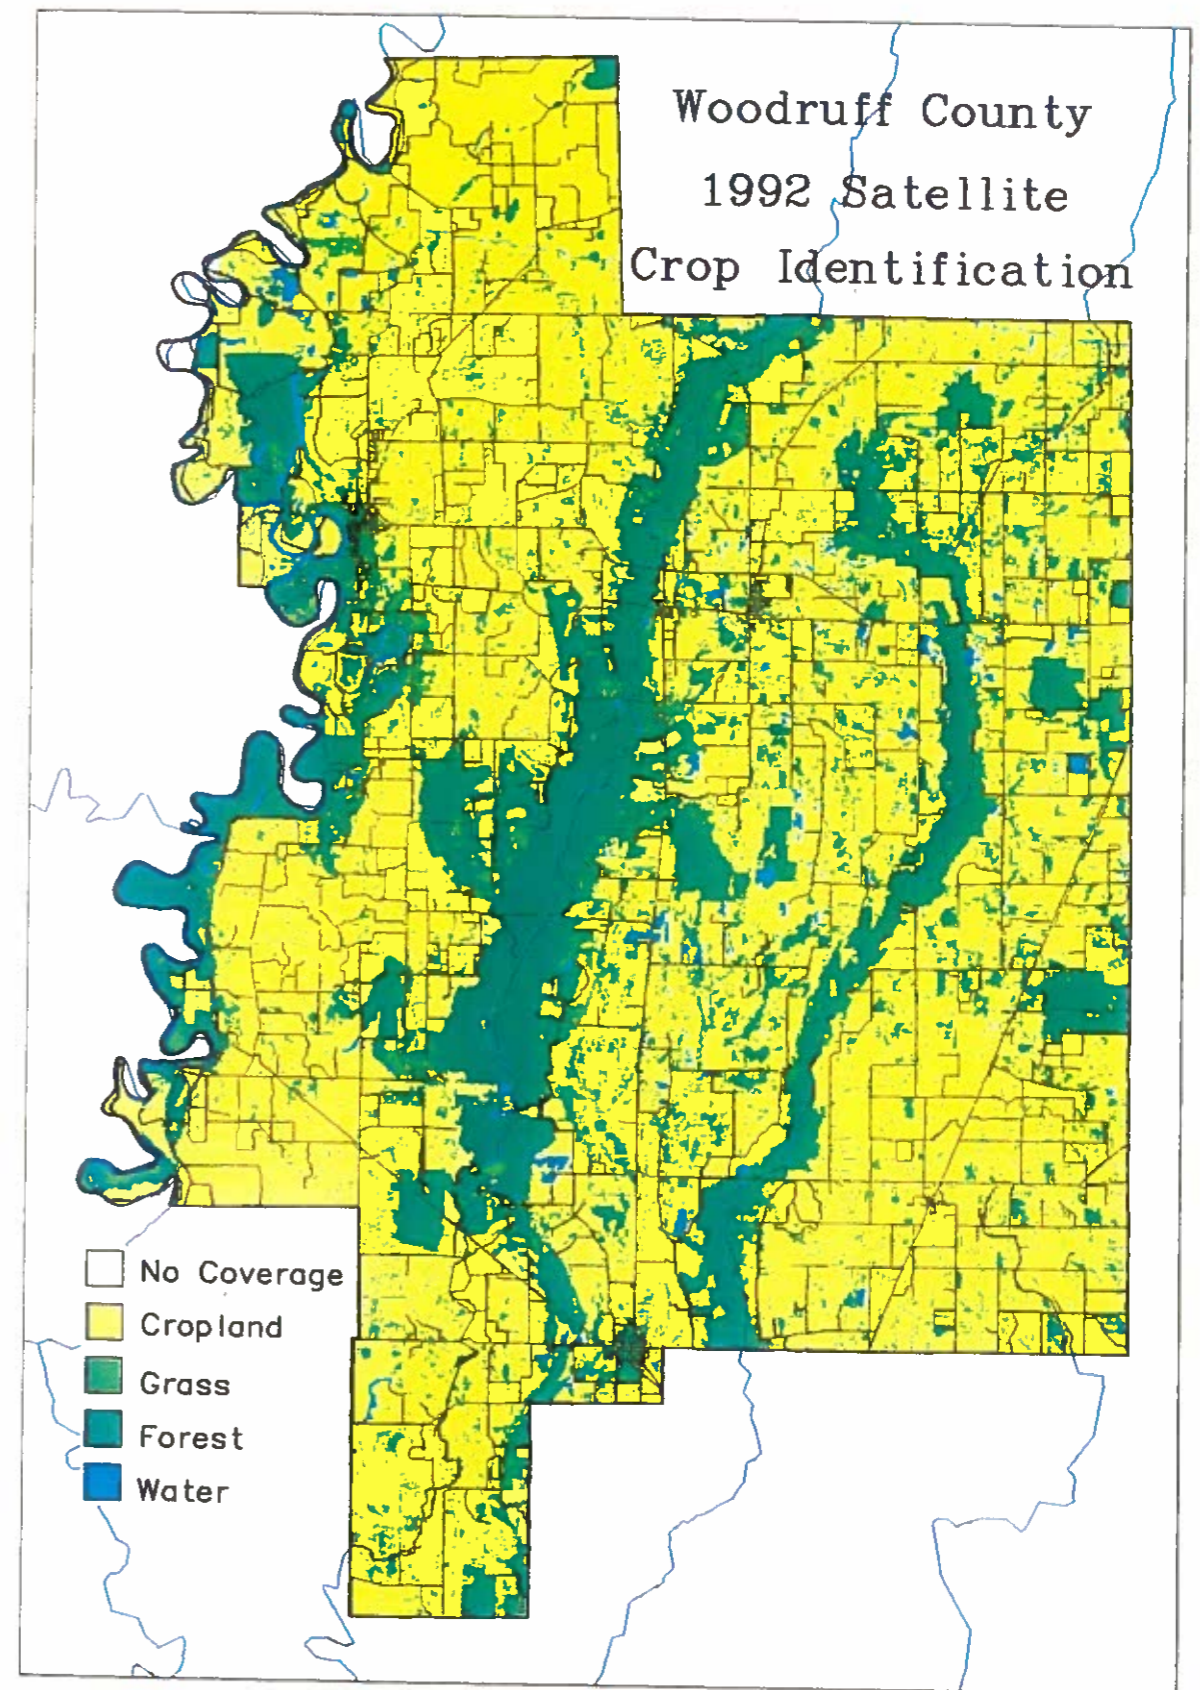 Woodruff County
1992 Satellite
Crop Identification
No Coverage
Cropland
Grass
Forest
Water